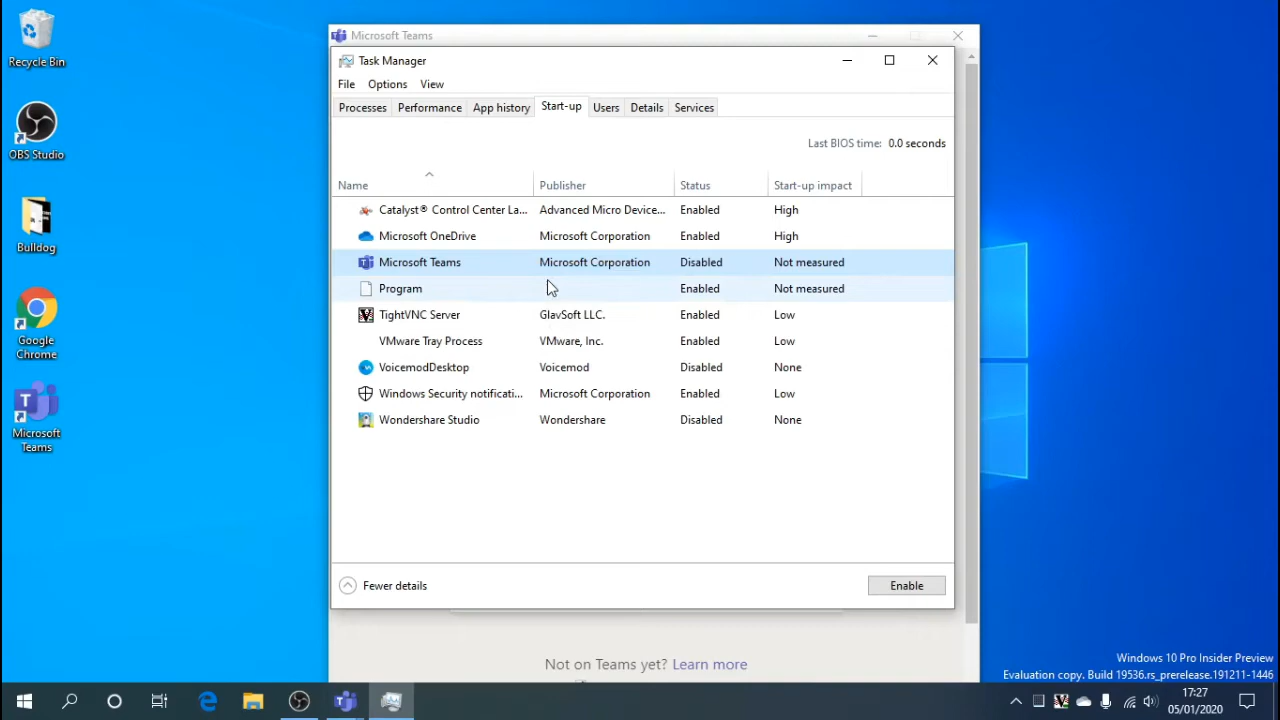 Recycle Bin
OBS Studio
Bulldog
Google
Chrome
Microsoft
Teams
Microsoft Teams
Task Manager
File Options View
Processes Performance App history Start-up Users Details Services
Last BIOS time: 0.0 seconds
Name Publisher Status Start-up impact
Catalyst® Control Center La... Advanced Micro Device... Enabled High
Microsoft OneDrive Microsoft Corporation Enabled High
Microsoft Teams Microsoft Corporation Disabled Not measured
Program Enabled Not measured
TightVNC Server GlavSoft LLC. Enabled Low
VMware Tray Process VMware, Inc. Enabled Low
VoicemodDesktop Voicemod Disabled None
Windows Security notificati... Microsoft Corporation Enabled Low
Wondershare Studio Wondershare Disabled None
Fewer details Enable
Not on Teams yet? Learn more
Windows 10 Pro Insider Preview
Evaluation copy. Build 19536.rs_prerelease.191211-1446
17:27
05/01/2020